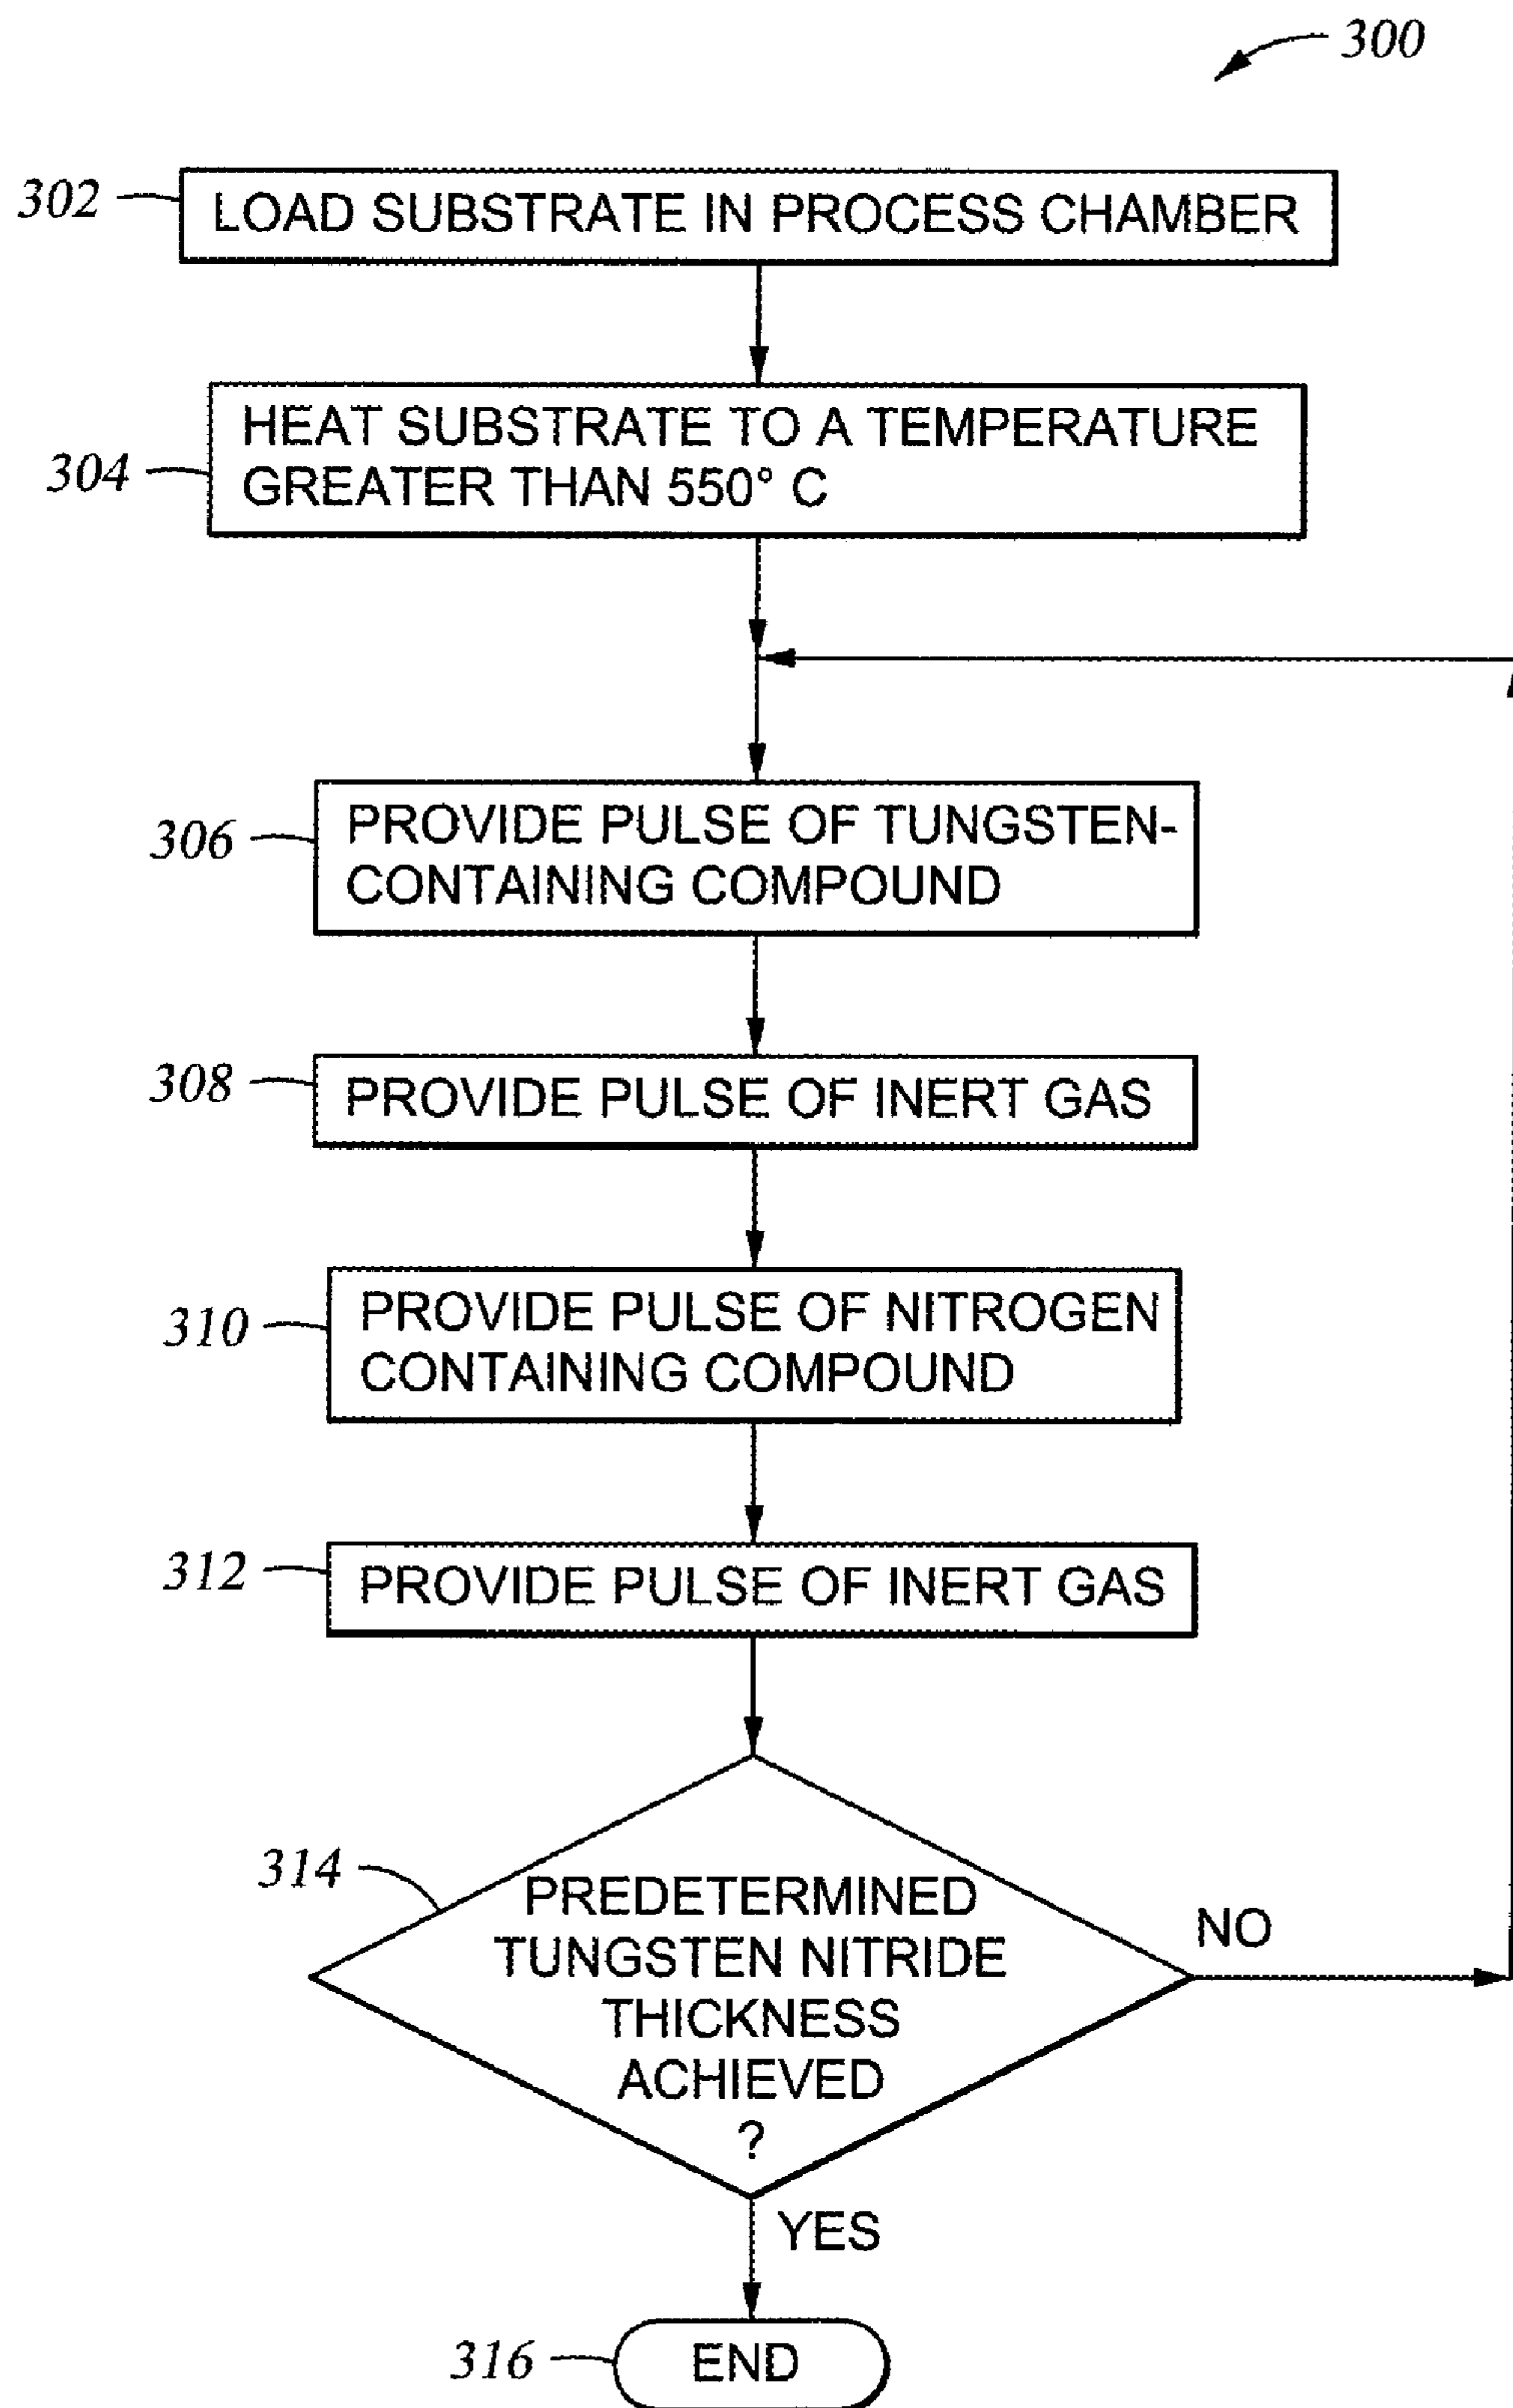 300
302
LOAD SUBSTRATE IN PROCESS CHAMBER
304
HEAT SUBSTRATE TO A TEMPERATURE
GREATER THAN 550° C
306
PROVIDE PULSE OF TUNGSTEN-
CONTAINING COMPOUND
308
PROVIDE PULSE OF INERT GAS
310
PROVIDE PULSE OF NITROGEN
CONTAINING COMPOUND
312
PROVIDE PULSE OF INERT GAS
314
PREDETERMINED
TUNGSTEN NITRIDE
THICKNESS
ACHIEVED
?
NO
YES
316
END